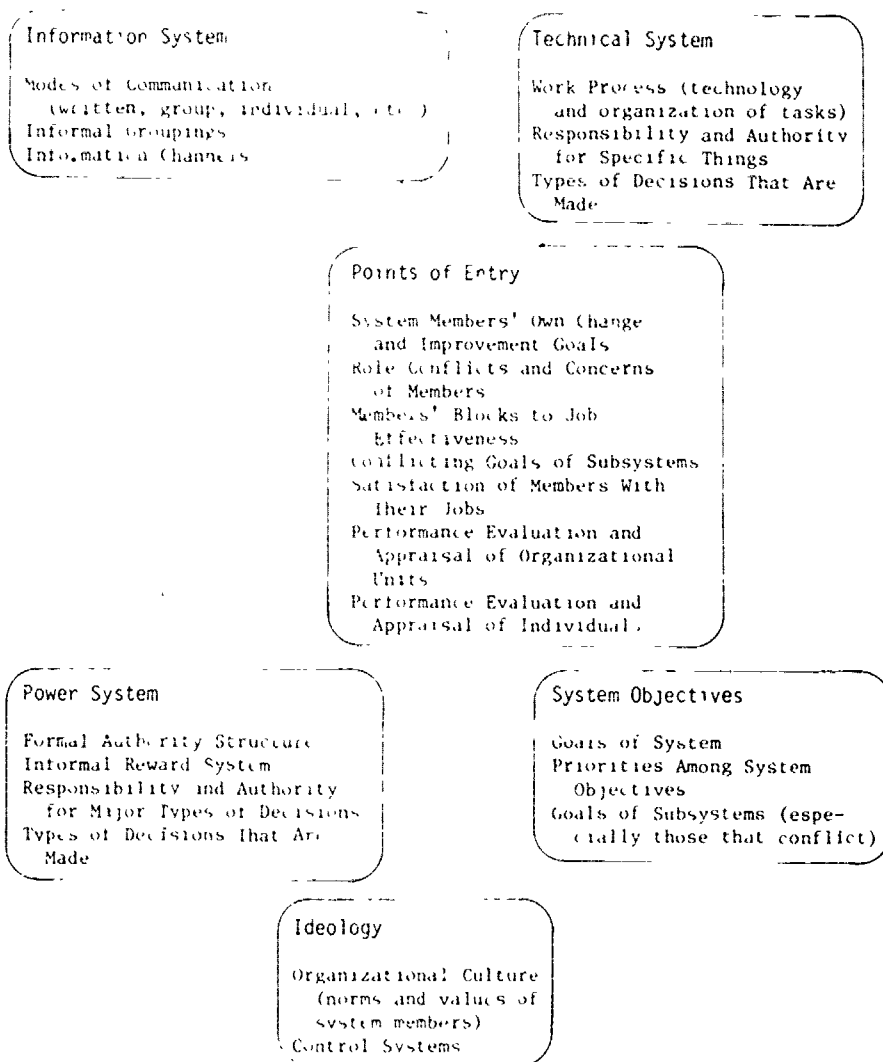 Information System
Modes of Communication
(written, group, individual, etc.)
Informal Groupings
Information Channels
Technical System
Work Process (technology
and organization of tasks)
Responsibility and Authority
for Specific Things
Types of Decisions That Are
Made
Points of Entry
System Members' Own Change
and Improvement Goals
Role Conflicts and Concerns
of Members
Members' Blocks to Job
Effectiveness
Conflicting Goals of Subsystems
Satisfaction of Members With
Their Jobs
Performance Evaluation and
Appraisal of Organizational
Units
Performance Evaluation and
Appraisal of Individuals
Power System
Formal Authority Structure
Informal Reward System
Responsibility and Authority
for Major Types of Decisions
Types of Decisions That Are
Made
System Objectives
Goals of System
Priorities Among System
Objectives
Goals of Subsystems (espe-
cially those that conflict)
Ideology
Organizational Culture
(norms and values of
system members)
Control Systems